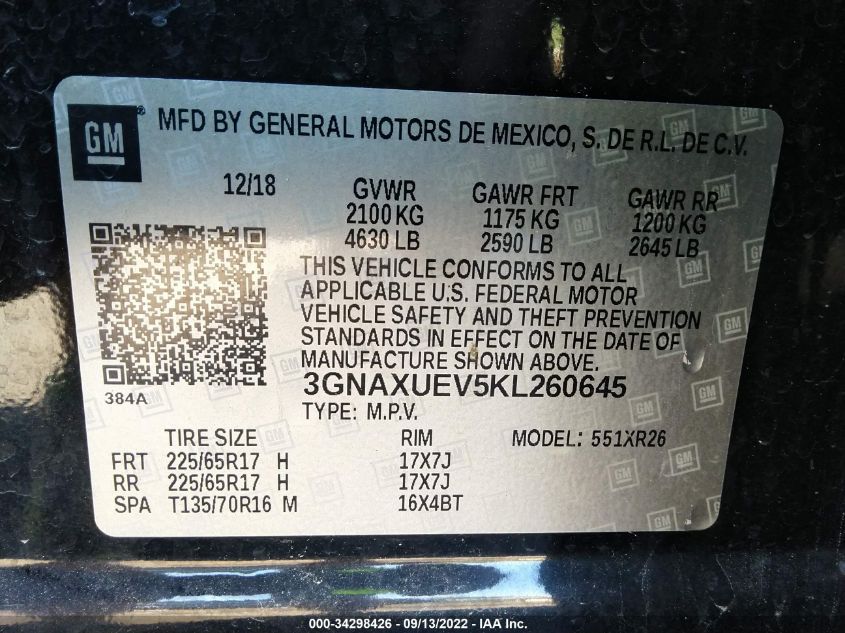 GM® MFD BY GENERAL MOTORS DE MEXICO, S. DE R.L. DE C.V.
12/18 GVWR GAWR FRT GAWR RR
2100 KG 1175 KG 1200 KG
4630 LB 2590 LB 2645 LB
THIS VEHICLE CONFORMS TO ALL
APPLICABLE U.S. FEDERAL MOTOR
VEHICLE SAFETY AND THEFT PREVENTION
STANDARDS IN EFFECT ON THE DATE OF
MANUFACTURE SHOWN ABOVE.
384A 3GNAXUEV5KL260645
TYPE: M.P.V.
TIRE SIZE RIM MODEL: 551XR26
FRT 225/65R17 H 17X7J
RR 225/65R17 H 17X7J
SPA T135/70R16 M 16X4BT
000-34298426 - 09/13/2022 - IAA Inc.